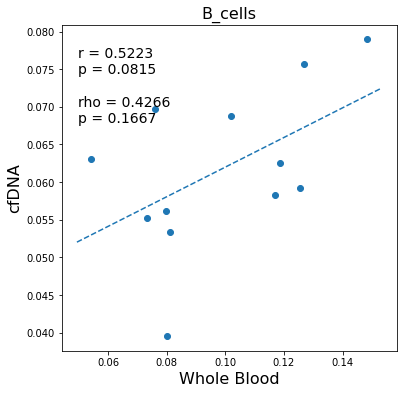 B_cells
r = 0.5223
p = 0.0815
rho = 0.4266
p = 0.1667
cfDNA
0.080
0.075
0.070
0.065
0.060
0.055
0.050
0.045
0.040
0.06
0.08
0.10
0.12
0.14
Whole Blood